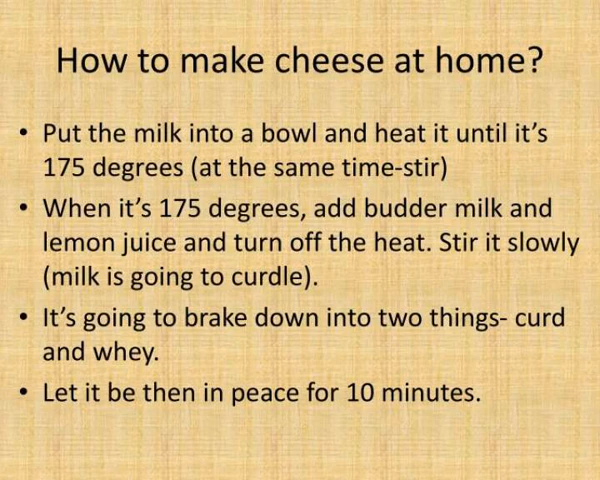 How to make cheese at home?
• Put the milk into a bowl and heat it until it’s
175 degrees (at the same time-stir)
• When it’s 175 degrees, add budder milk and
lemon juice and turn off the heat. Stir it slowly
(milk is going to curdle).
• It’s going to brake down into two things- curd
and whey.
• Let it be then in peace for 10 minutes.